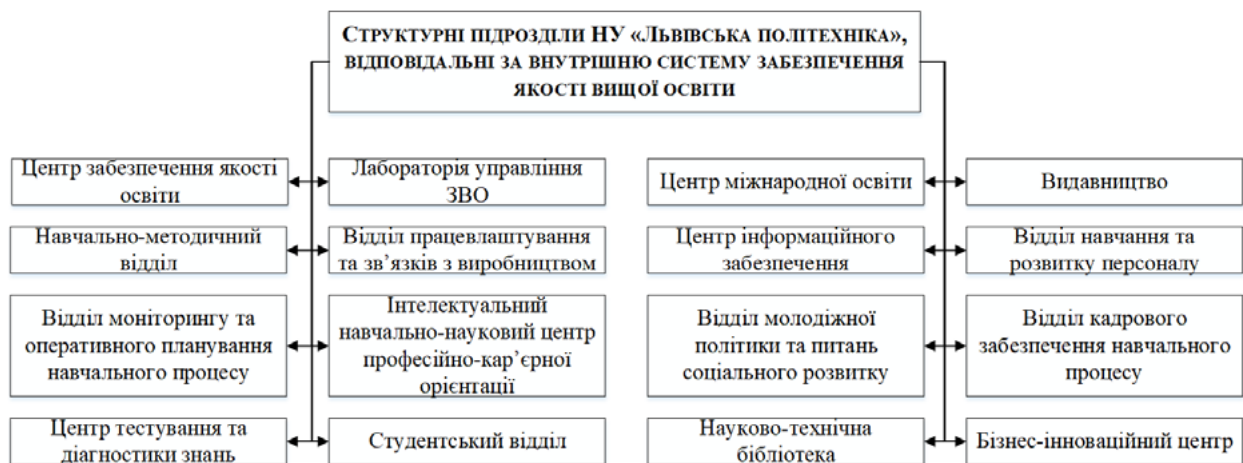 СТРУКТУРНІ ПІДРОЗДІЛИ НУ «ЛЬВІВСЬКА ПОЛІТЕХНІКА»,
ВІДПОВІДАЛЬНІ ЗА ВНУТРІШНЮ СИСТЕМУ ЗАБЕЗПЕЧЕННЯ
ЯКОСТІ ВИЩОЇ ОСВІТИ
Центр забезпечення якості
освіти
Лабораторія управління
ЗВО
Центр міжнародної освіти
Видавництво
Навчально-методичний
відділ
Відділ працевлаштування
та зв’язків з виробництвом
Центр інформаційного
забезпечення
Відділ навчання та
розвитку персоналу
Відділ моніторингу та
оперативного планування
навчального процесу
Інтелектуальний
навчально-науковий центр
професійно-кар’єрної
орієнтації
Відділ молодіжної
політики та питань
соціального розвитку
Відділ кадрового
забезпечення навчального
процесу
Центр тестування та
діагностики знань
Студентський відділ
Науково-технічна
бібліотека
Бізнес-інноваційний центр